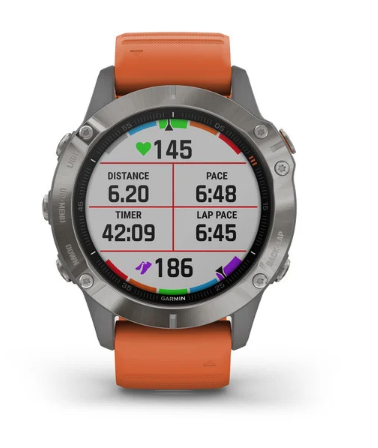 145
DISTANCE PACE
6.20 6:48
TIMER LAP PACE
42:09 6:45
186
GARMIN